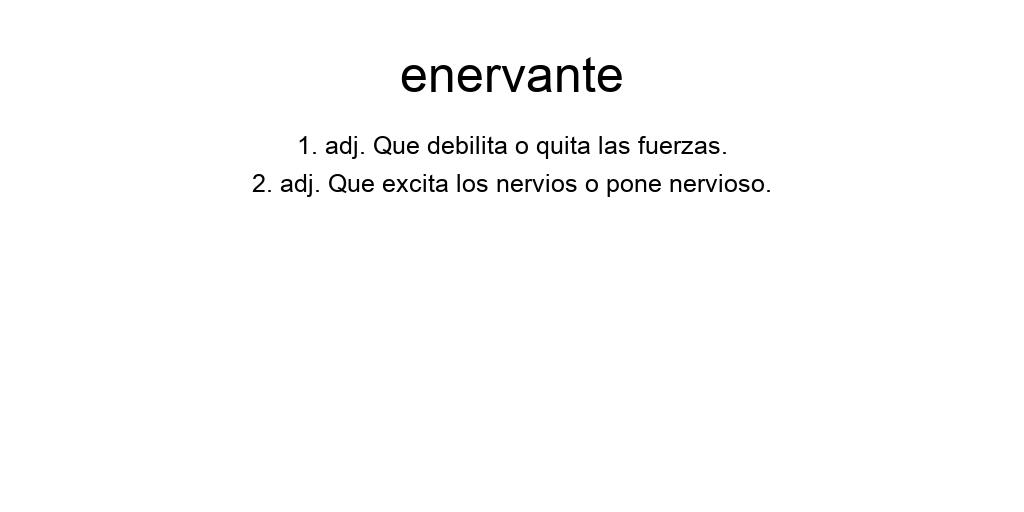 enervante
1. adj. Que debilita o quita las fuerzas.
2. adj. Que excita los nervios o pone nervioso.